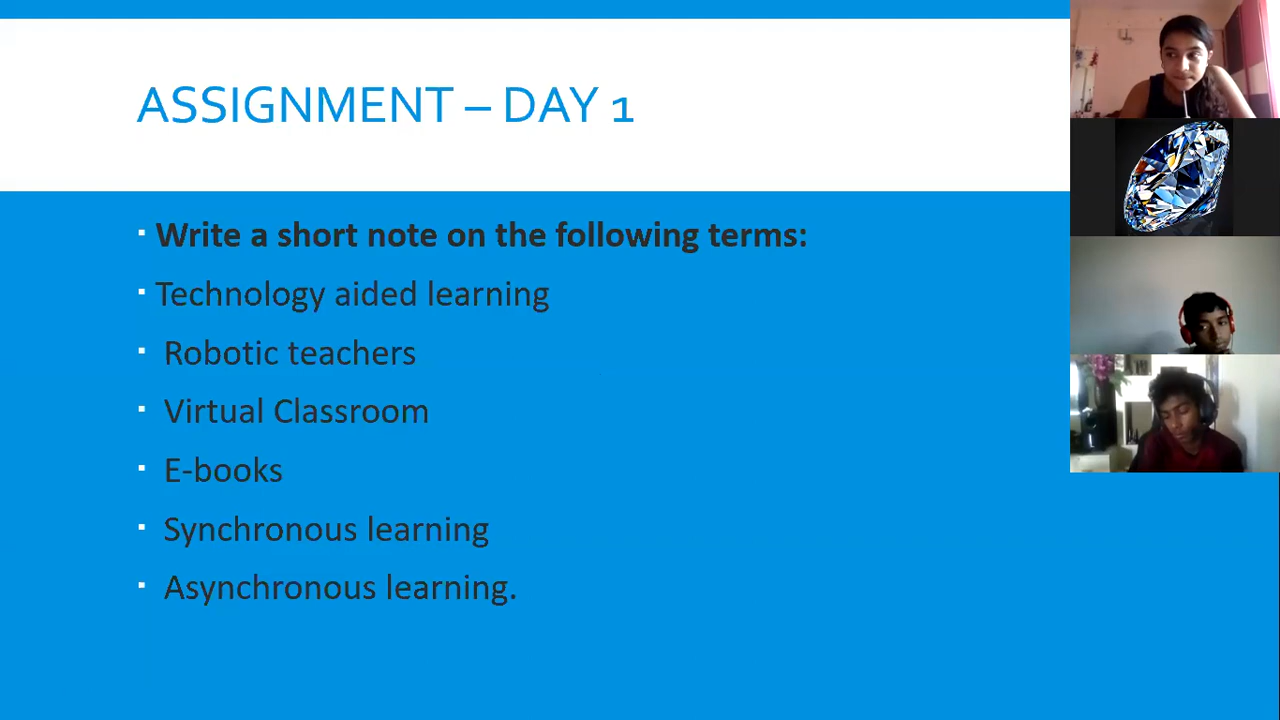 ASSIGNMENT – DAY 1
Write a short note on the following terms:
Technology aided learning
Robotic teachers
Virtual Classroom
E-books
Synchronous learning
Asynchronous learning.